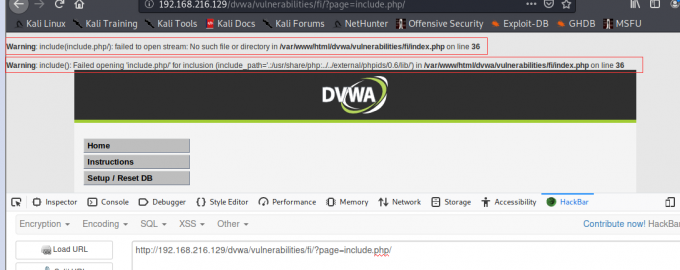 192.168.216.129/dvwa/vulnerabilities/fi/?page=include.php/
Kali Linux Kali Training Kali Tools Kali Docs Kali Forums NetHunter Offensive Security Exploit-DB GHDB MSFU
Warning: include(include.php/): failed to open stream: No such file or directory in /var/www/html/dvwa/vulnerabilities/fi/index.php on line 36
Warning: include(): Failed opening 'include.php/' for inclusion (include_path='.:/usr/share/php:../../external/phpids/0.6/lib/') in /var/www/html/dvwa/vulnerabilities/fi/index.php on line 36
DVWA
Home
Instructions
Setup / Reset DB
Inspector Console Debugger Style Editor Performance Memory Network Storage Accessibility HackBar
Encryption Encoding SQL XSS Other Contribute now! HackBar
Load URL http://192.168.216.129/dvwa/vulnerabilities/fi/?page=include.php/